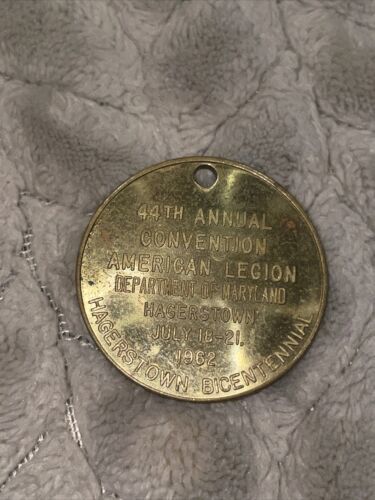 44TH ANNUAL
CONVENTION
AMERICAN LEGION
DEPARTMENT OF MARYLAND
HAGERSTOWN
JULY 18-21,
1962
HAGERSTOWN BICENTENNIAL